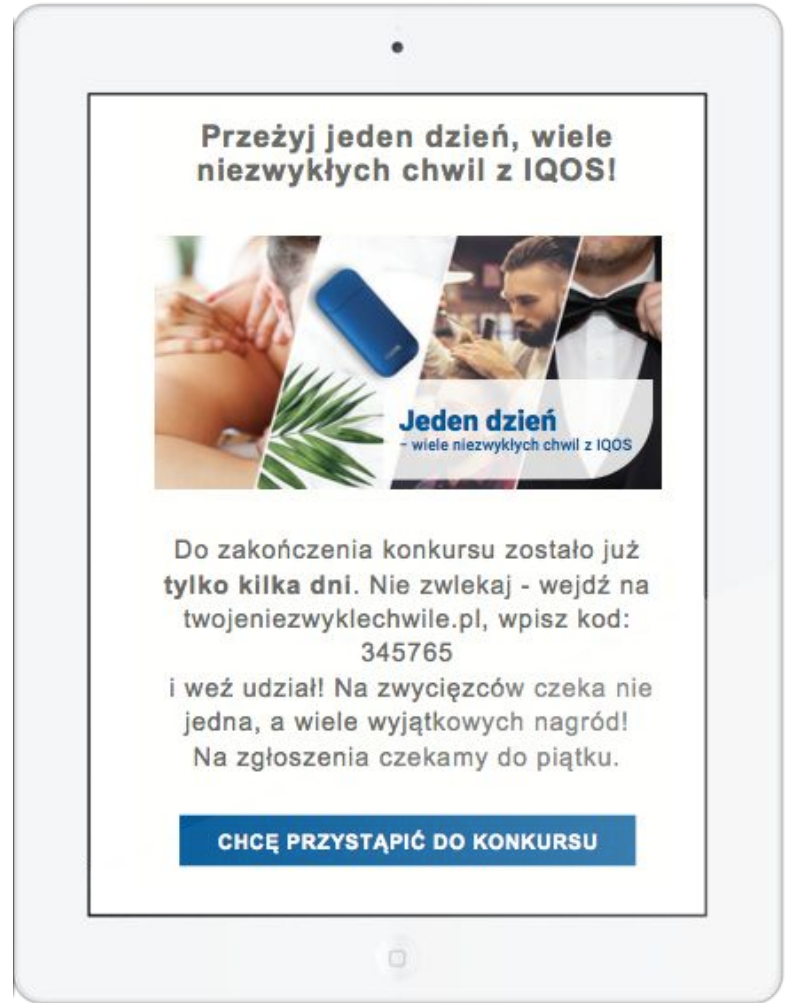 Przeżyj jeden dzień, wiele
niezwykłych chwil z IQOS!
Jeden dzień
– wiele niezwykłych chwil z IQOS
Do zakończenia konkursu zostało już
tylko kilka dni. Nie zwlekaj - wejdź na
twojeniezwyklechwile.pl, wpisz kod:
345765
i weź udział! Na zwycięzców czeka nie
jedna, a wiele wyjątkowych nagród!
Na zgłoszenia czekamy do piątku.
CHCĘ PRZYSTĄPIĆ DO KONKURSU